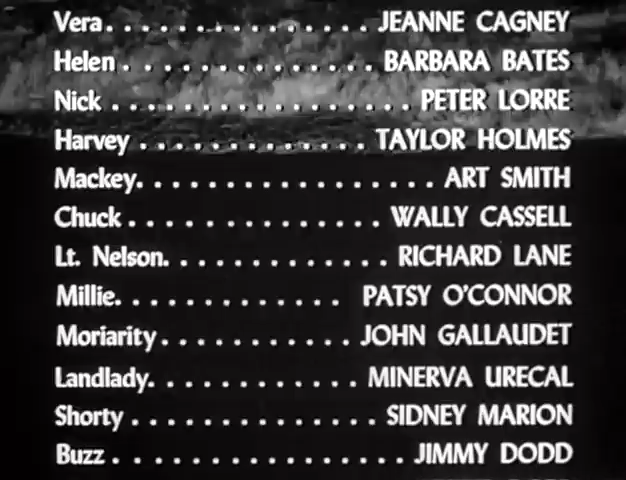 Vera. . . . . . . . . . . . . . . JEANNE CAGNEY
Helen . . . . . . . . . . . . . . BARBARA BATES
Nick . . . . . . . . . . . . . . . . . PETER LORRE
Harvey . . . . . . . . . . . . . TAYLOR HOLMES
Mackey. . . . . . . . . . . . . . . . . ART SMITH
Chuck . . . . . . . . . . . . . . WALLY CASSELL
Lt. Nelson. . . . . . . . . . . . . RICHARD LANE
Millie. . . . . . . . . . . . . PATSY O'CONNOR
Moriarity . . . . . . . . . . . JOHN GALLAUDET
Landlady. . . . . . . . . . . . MINERVA URECAL
Shorty . . . . . . . . . . . . . . SIDNEY MARION
Buzz . . . . . . . . . . . . . . . . JIMMY DODD